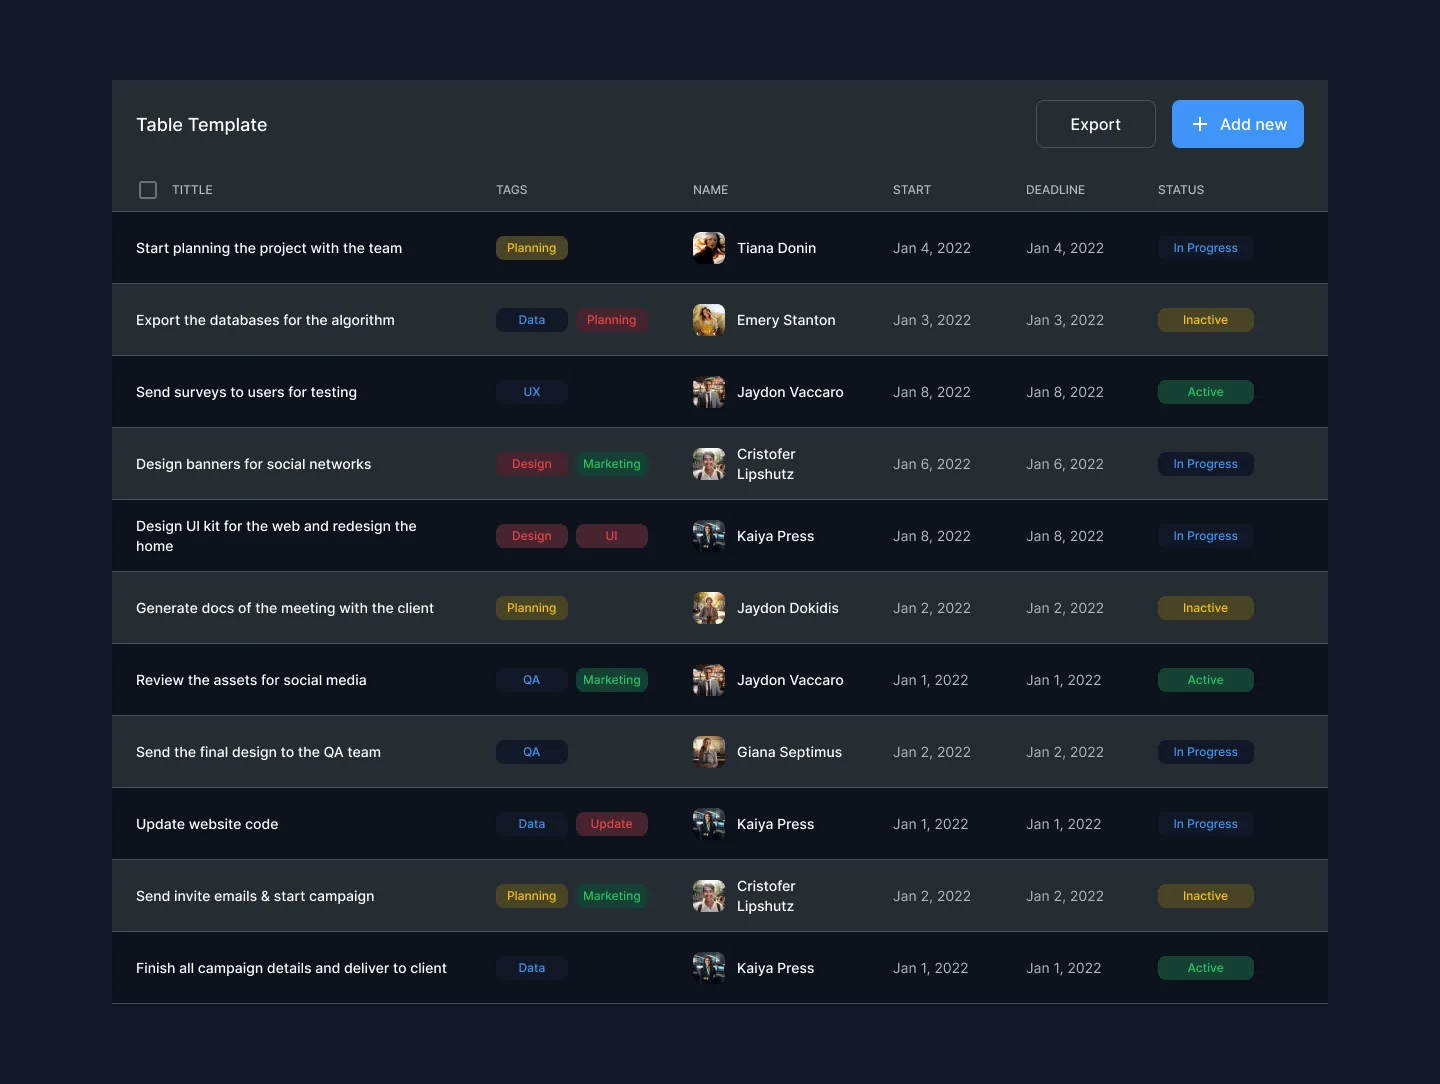 Table Template
Export
Add new
TITTLE TAGS NAME START DEADLINE STATUS
Start planning the project with the team Planning Tiana Donin Jan 4, 2022 Jan 4, 2022 In Progress
Export the databases for the algorithm Data Planning Emery Stanton Jan 3, 2022 Jan 3, 2022 Inactive
Send surveys to users for testing UX Jaydon Vaccaro Jan 8, 2022 Jan 8, 2022 Active
Design banners for social networks Design Marketing Cristofer
Lipshutz Jan 6, 2022 Jan 6, 2022 In Progress
Design UI kit for the web and redesign the
home Design UI Kaiya Press Jan 8, 2022 Jan 8, 2022 In Progress
Generate docs of the meeting with the client Planning Jaydon Dokidis Jan 2, 2022 Jan 2, 2022 Inactive
Review the assets for social media QA Marketing Jaydon Vaccaro Jan 1, 2022 Jan 1, 2022 Active
Send the final design to the QA team QA Giana Septimus Jan 2, 2022 Jan 2, 2022 In Progress
Update website code Data Update Kaiya Press Jan 1, 2022 Jan 1, 2022 In Progress
Send invite emails & start campaign Planning Marketing Cristofer
Lipshutz Jan 2, 2022 Jan 2, 2022 Inactive
Finish all campaign details and deliver to client Data Kaiya Press Jan 1, 2022 Jan 1, 2022 Active